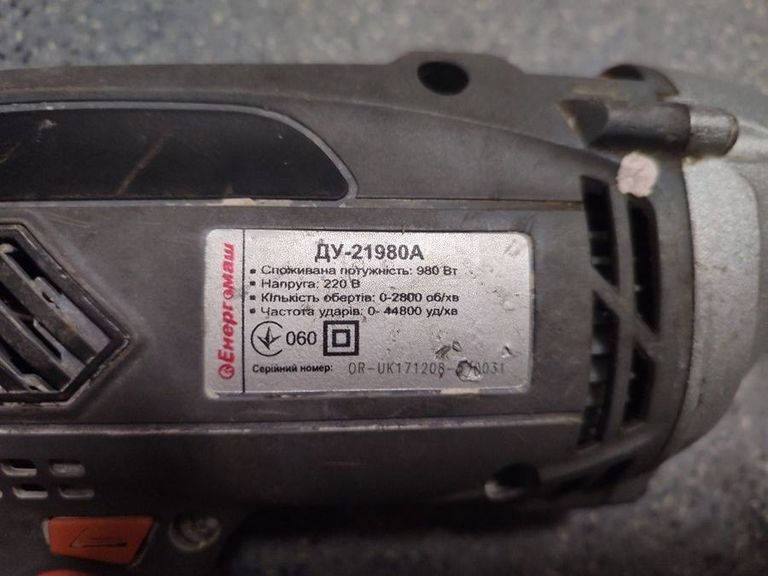 Енергомаш
ДУ-21980А
▪ Споживана потужність: 980 Вт
▪ Напруга: 220 В
▪ Кількість обертів: 0-2800 об/хв
▪ Частота ударів: 0- 44800 уд/хв
060
Серійний номер: